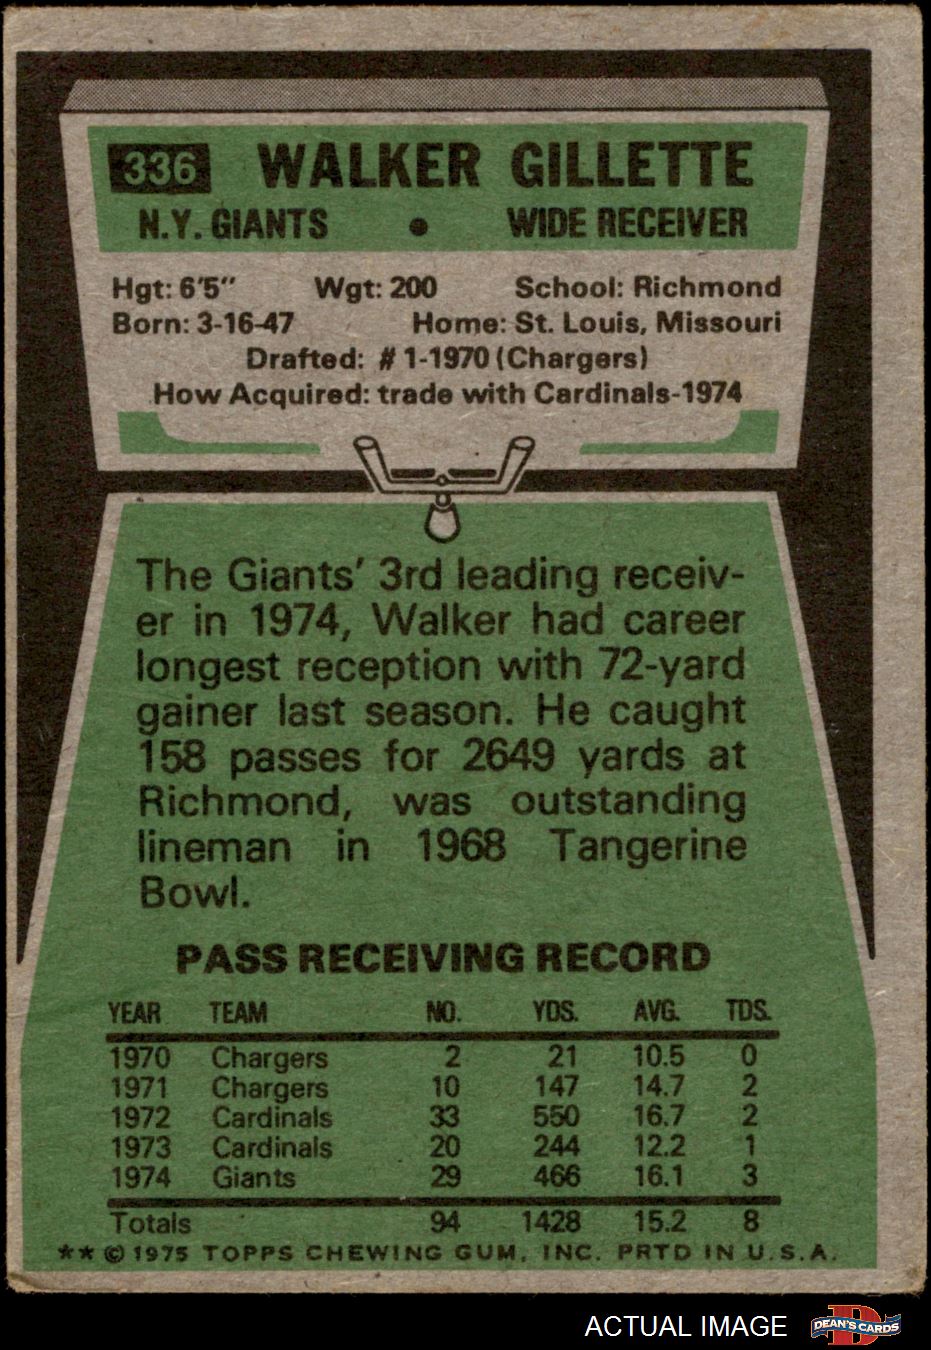 336 WALKER GILLETTE
N.Y. GIANTS • WIDE RECEIVER
Hgt: 6'5" Wgt: 200 School: Richmond
Born: 3-16-47 Home: St. Louis, Missouri
Drafted: #1-1970 (Chargers)
How Acquired: trade with Cardinals-1974
The Giants' 3rd leading receiv-
er in 1974, Walker had career
longest reception with 72-yard
gainer last season. He caught
158 passes for 2649 yards at
Richmond, was outstanding
lineman in 1968 Tangerine
Bowl.
PASS RECEIVING RECORD
YEAR TEAM NO. YDS. AVG. TDS.
1970 Chargers 2 21 10.5 0
1971 Chargers 10 147 14.7 2
1972 Cardinals 33 550 16.7 2
1973 Cardinals 20 244 12.2 1
1974 Giants 29 466 16.1 3
Totals 94 1428 15.2 8
** © 1975 TOPPS CHEWING GUM, INC. PRTD IN U.S.A.
ACTUAL IMAGE D DEAN'S CARDS